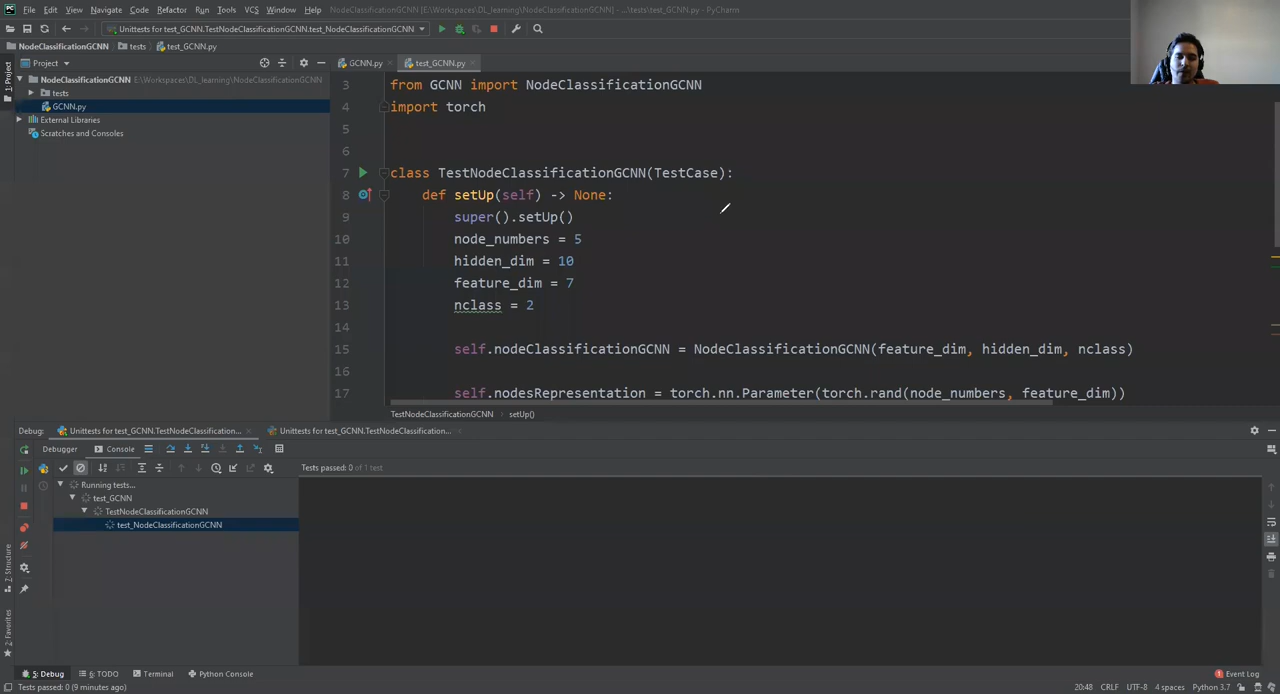 File Edit View Navigate Code Refactor Run Tools VCS Window Help NodeClassificationGCNN [E:\Workspaces\DL_learning\NodeClassificationGCNN] - ...\tests\test_GCNN.py - PyCharm
Unittests for test_GCNN.TestNodeClassificationGCNN.test_NodeClassificationGCNN
NodeClassificationGCNN tests test_GCNN.py
Project
GCNN.py
test_GCNN.py
1: Project
NodeClassificationGCNN E:\Workspaces\DL_learning\NodeClassificationGCNN
tests
GCNN.py
External Libraries
Scratches and Consoles
3 from GCNN import NodeClassificationGCNN
4 import torch
5
6
7 class TestNodeClassificationGCNN(TestCase):
8 def setUp(self) -> None:
9 super().setUp()
10 node_numbers = 5
11 hidden_dim = 10
12 feature_dim = 7
13 nclass = 2
14
15 self.nodeClassificationGCNN = NodeClassificationGCNN(feature_dim, hidden_dim, nclass)
16
17 self.nodesRepresentation = torch.nn.Parameter(torch.rand(node_numbers, feature_dim))
TestNodeClassificationGCNN setUp()
Debug: Unittests for test_GCNN.TestNodeClassification... Unittests for test_GCNN.TestNodeClassification...
Debugger Console
Tests passed: 0 of 1 test
Running tests...
test_GCNN
TestNodeClassificationGCNN
test_NodeClassificationGCNN
7: Structure
2: Favorites
5: Debug 6: TODO Terminal Python Console Event Log
Tests passed: 0 (9 minutes ago) 20:48 CRLF UTF-8 4 spaces Python 3.7